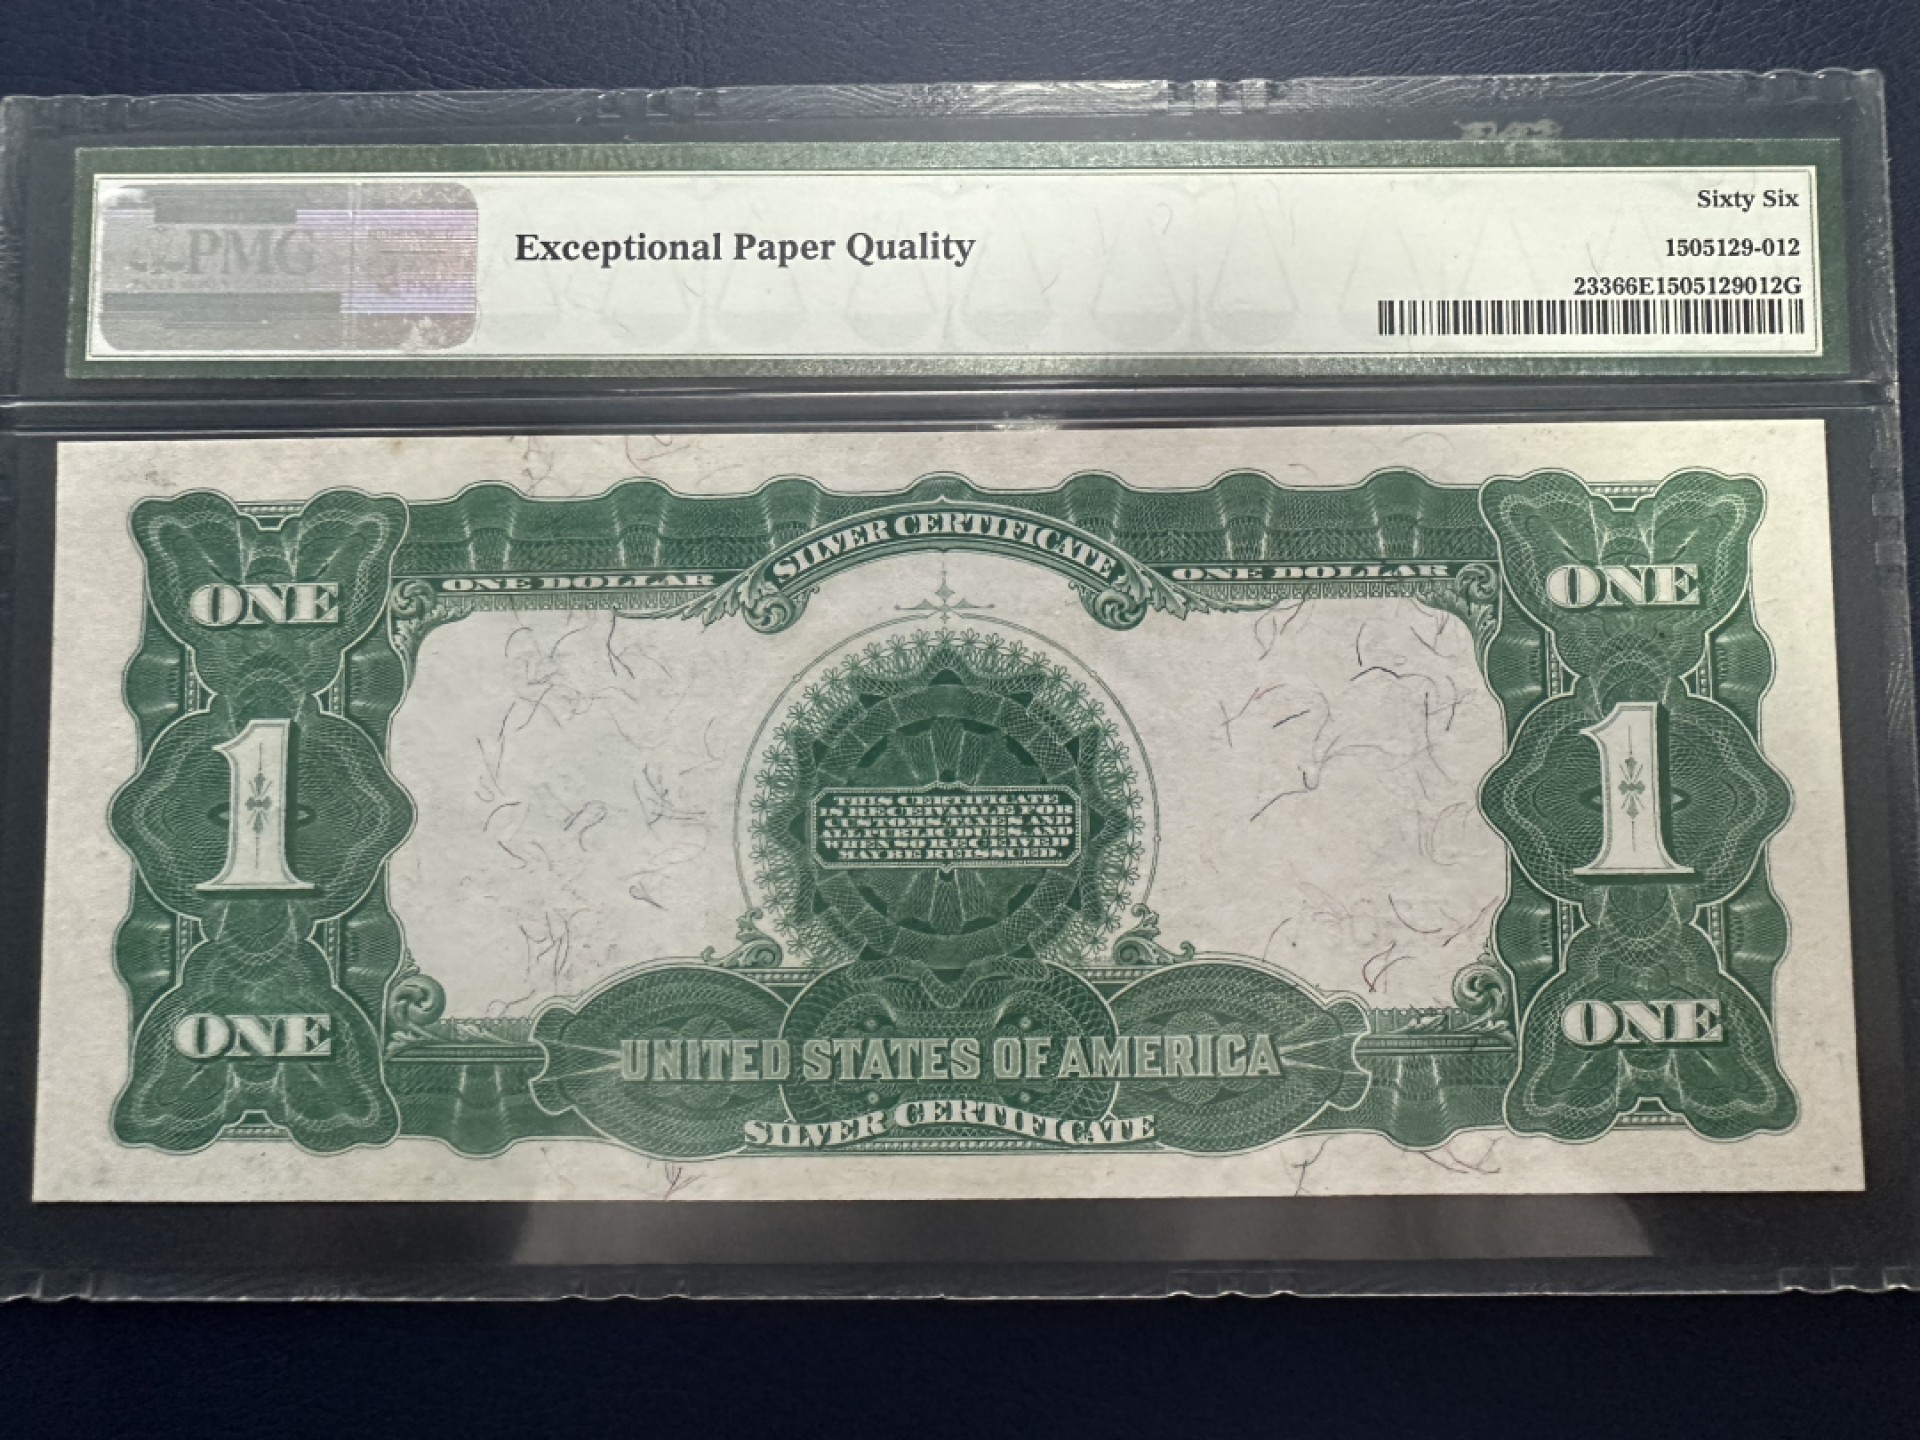 PMG
Exceptional Paper Quality
Sixty Six
1505129-012
23366E1505129012G
SILVER CERTIFICATE
ONE DOLLAR
ONE DOLLAR
ONE
ONE
1
1
THIS CERTIFICATE
IS RECEIVABLE FOR
CUSTOMS, TAXES AND
ALL PUBLIC DUES, AND
WHEN SO RECEIVED
MAY BE REISSUED.
ONE
ONE
UNITED STATES OF AMERICA
SILVER CERTIFICATE